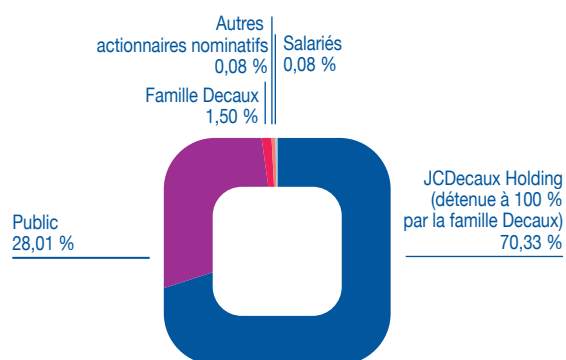 Autres
actionnaires nominatifs
0,08 %
Salariés
0,08 %
Famille Decaux
1,50 %
JCDecaux Holding
(détenue à 100 %
par la famille Decaux)
70,33 %
Public
28,01 %